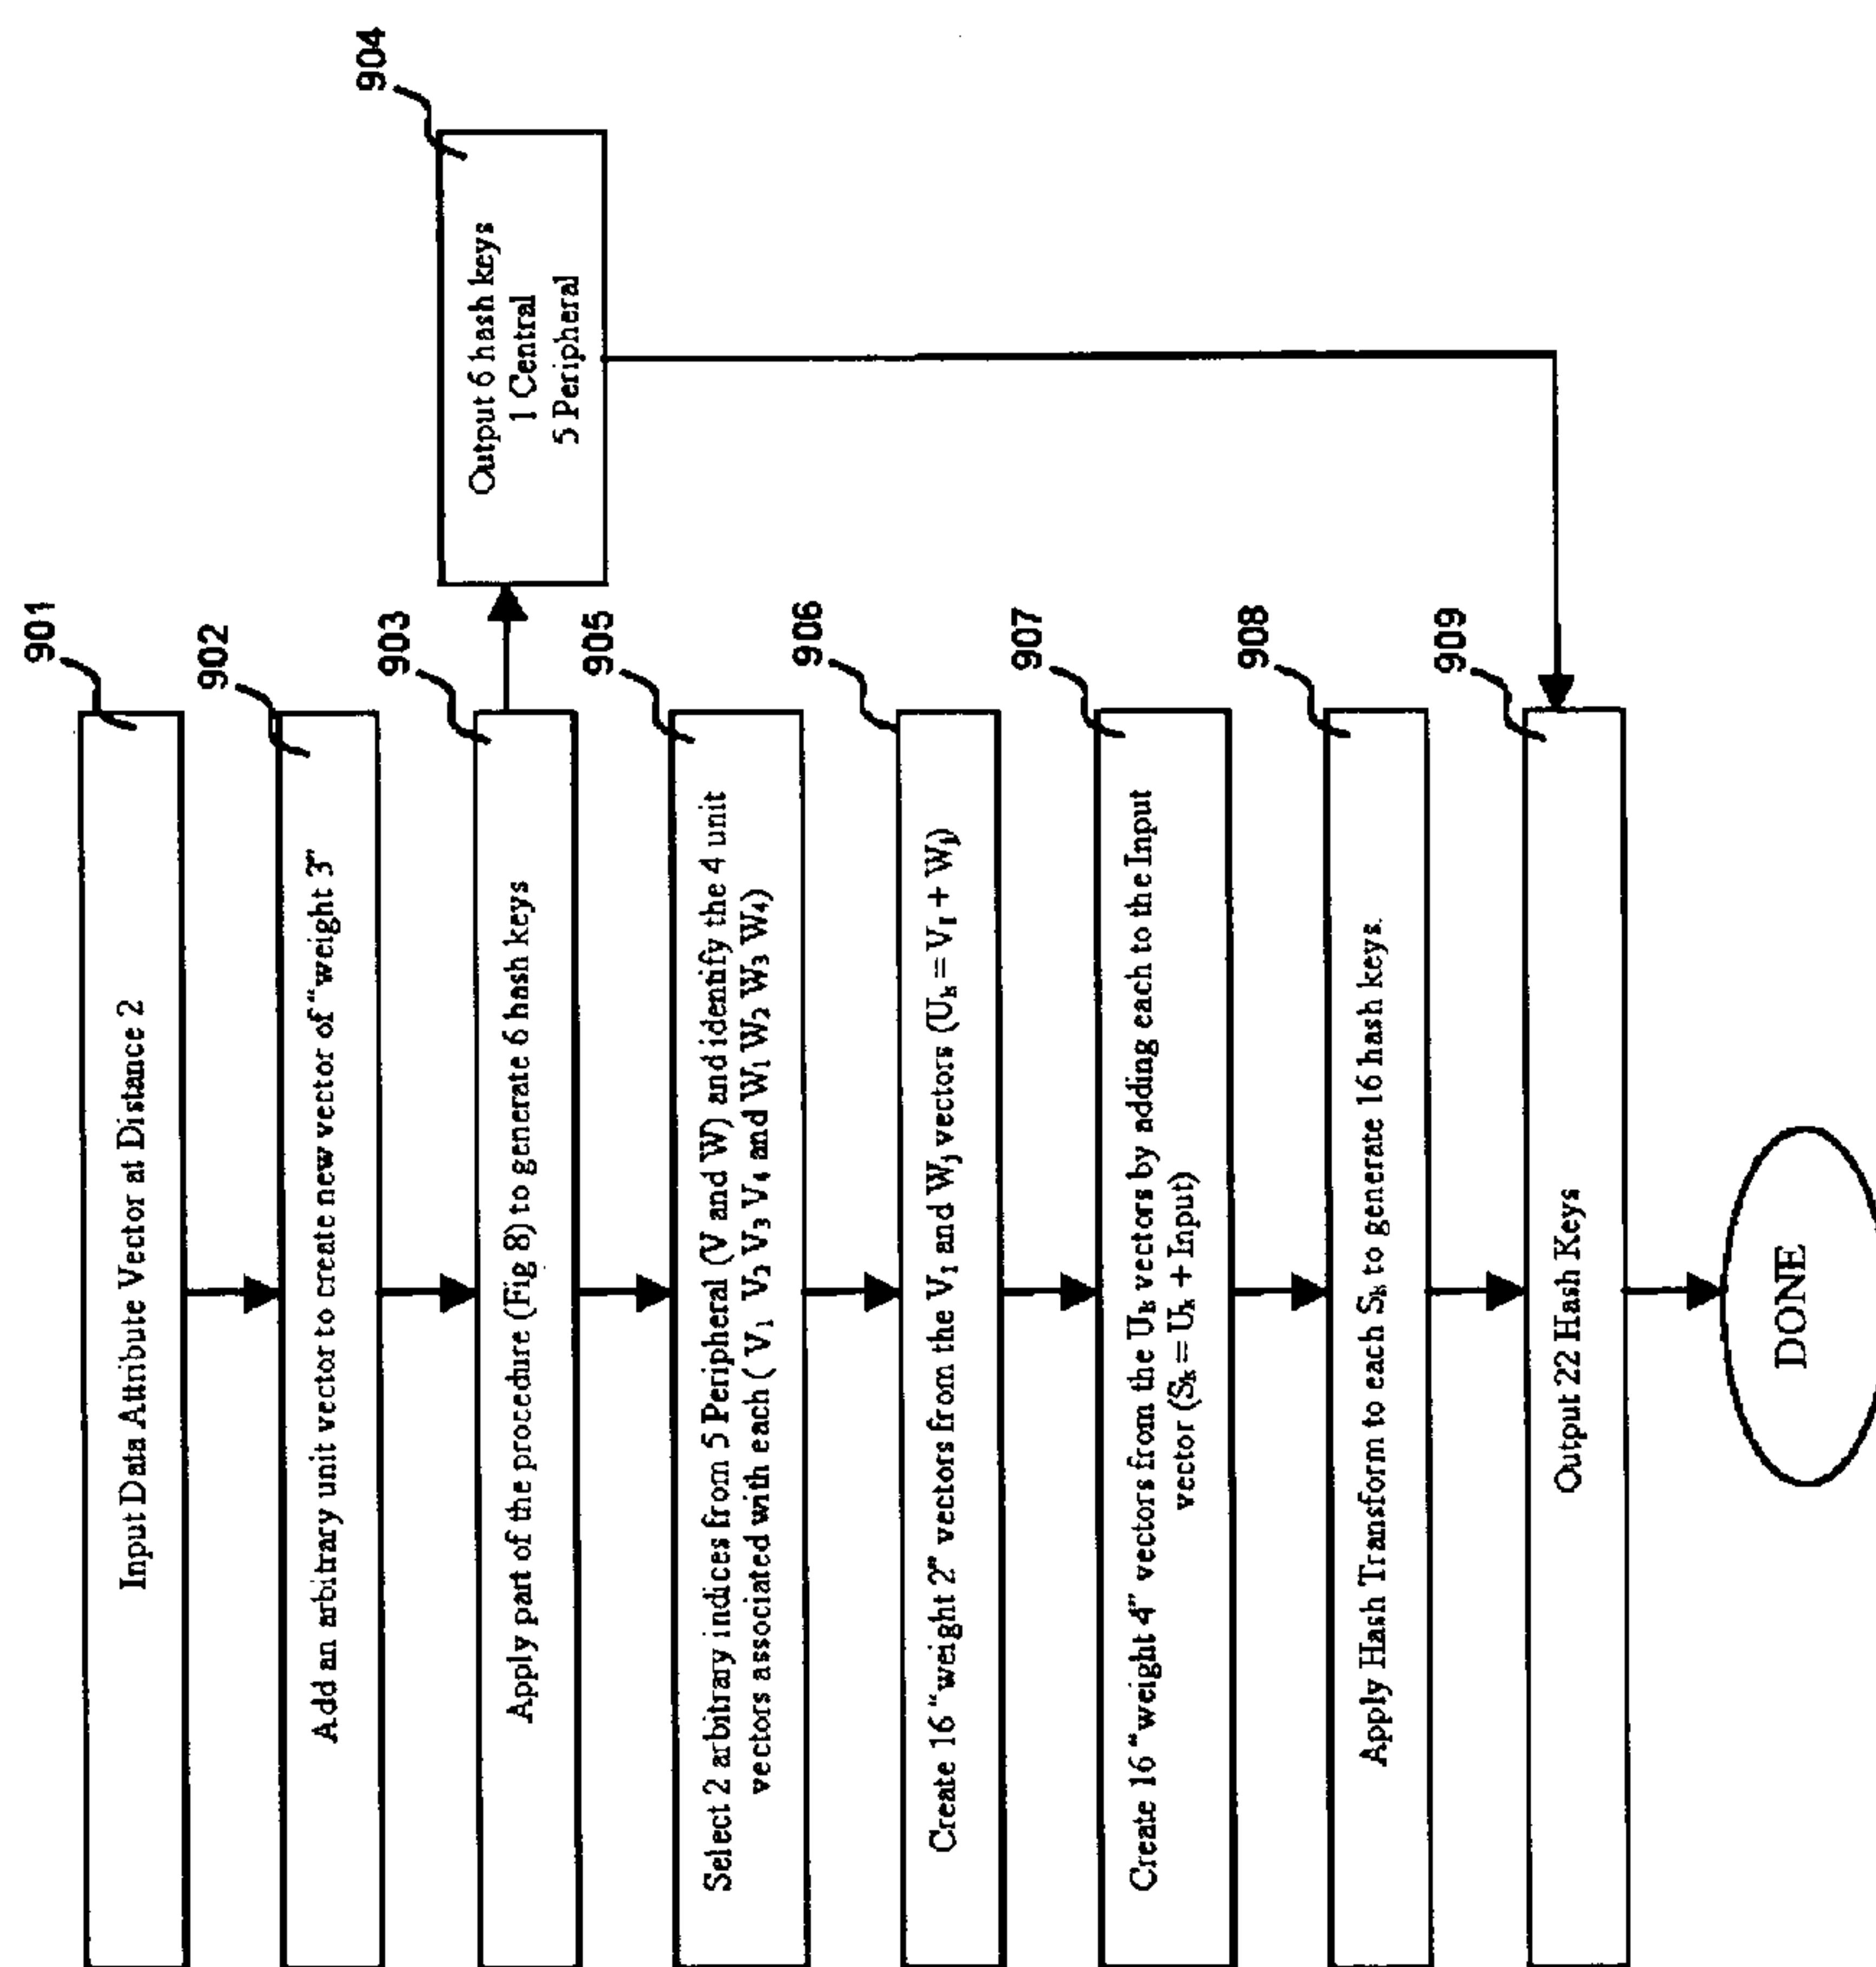 901
Input Data Attribute Vector at Distance 2
902
Add an arbitrary unit vector to create new vector of "weight 3"
903
Apply part of the procedure (Fig 8) to generate 6 hash keys
904
Output 6 hash keys
1 Central
5 Peripheral
905
Select 2 arbitrary indices from 5 Peripheral (V and W) and identify the 4 unit
vectors associated with each ( V1 V2 V3 V4 and W1 W2 W3 W4)
906
Create 16 "weight 2" vectors from the VI and Wj vectors (Uk = VI + Wj)
907
Create 16 "weight 4" vectors from the Uk vectors by adding each to the Input
vector (Sk = Uk + Input)
908
Apply Hash Transform to each Sk to generate 16 hash keys.
909
Output 22 Hash Keys
DONE